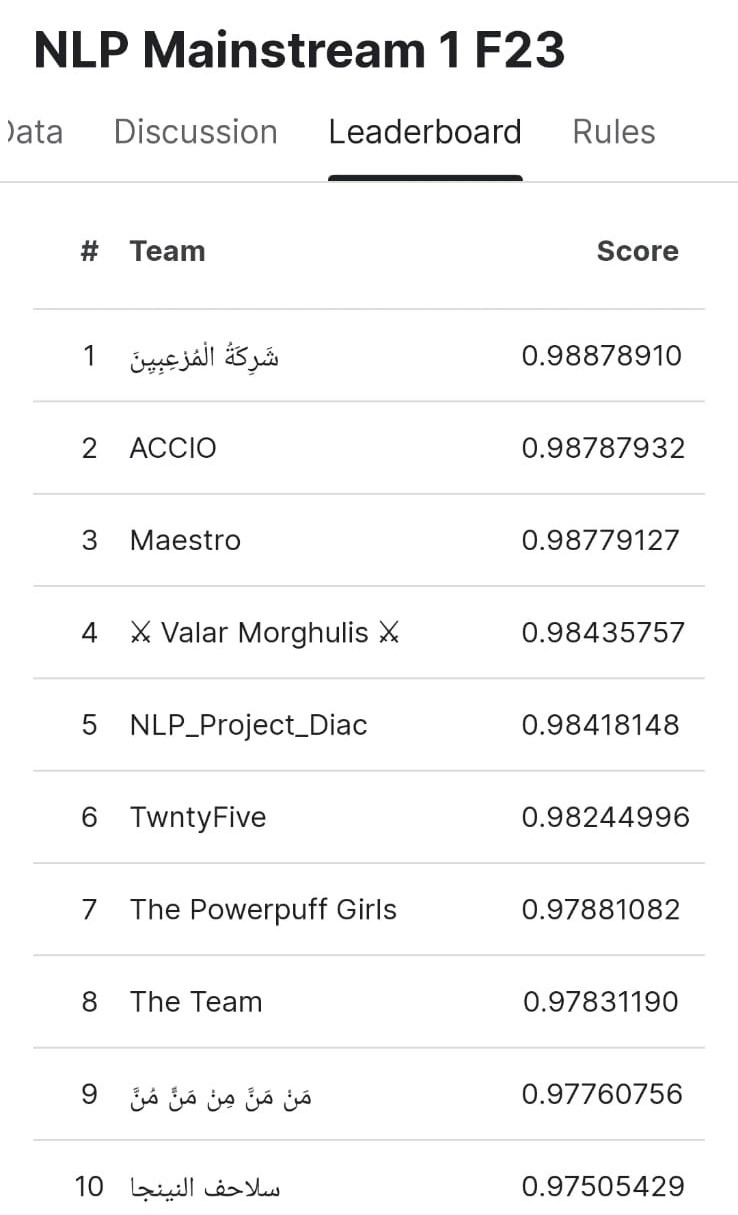 NLP Mainstream 1 F23
Data Discussion Leaderboard Rules
# Team Score
1 شَرِكَةُ الْمُرْعِبِينَ 0.98878910
2 ACCIO 0.98787932
3 Maestro 0.98779127
4 ⚔ Valar Morghulis ⚔ 0.98435757
5 NLP_Project_Diac 0.98418148
6 TwntyFive 0.98244996
7 The Powerpuff Girls 0.97881082
8 The Team 0.97831190
9 مَنْ مَنَّ مِنْ مَنٍّ مُنَّ 0.97760756
10 سلاحف النينجا 0.97505429